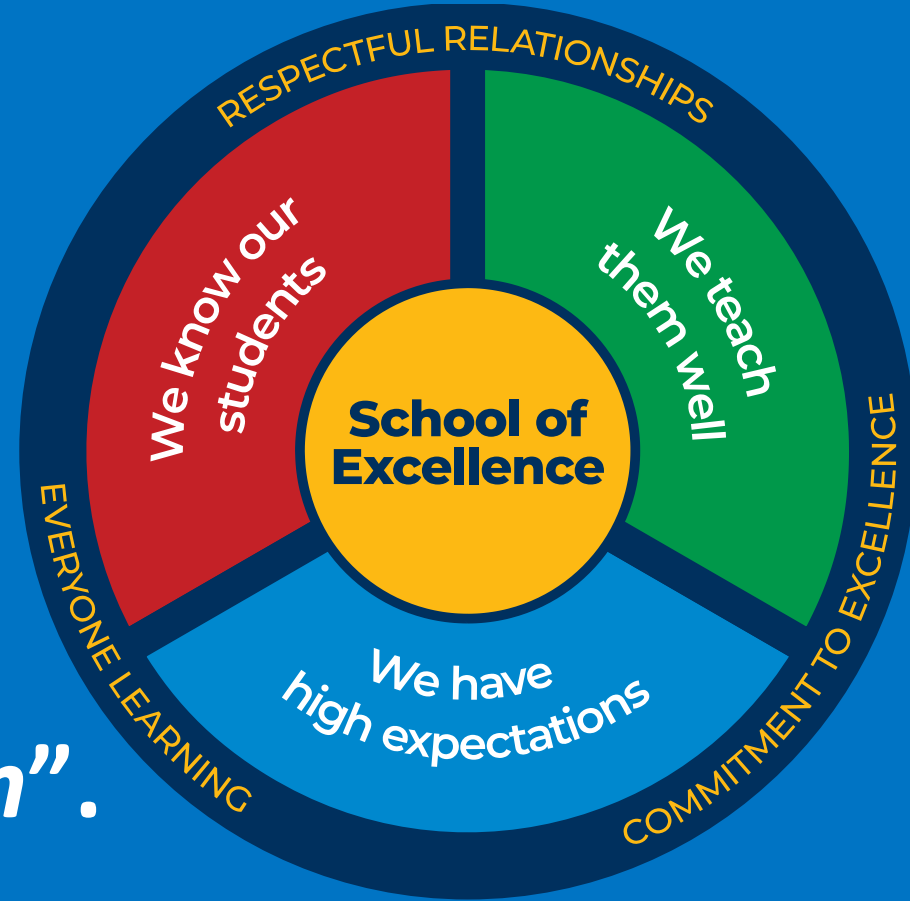 RESPECTFUL RELATIONSHIPS
We know our
students
We teach
them well
School of
Excellence
We have
high expectations
EVERYONE LEARNING
COMMITMENT TO EXCELLENCE